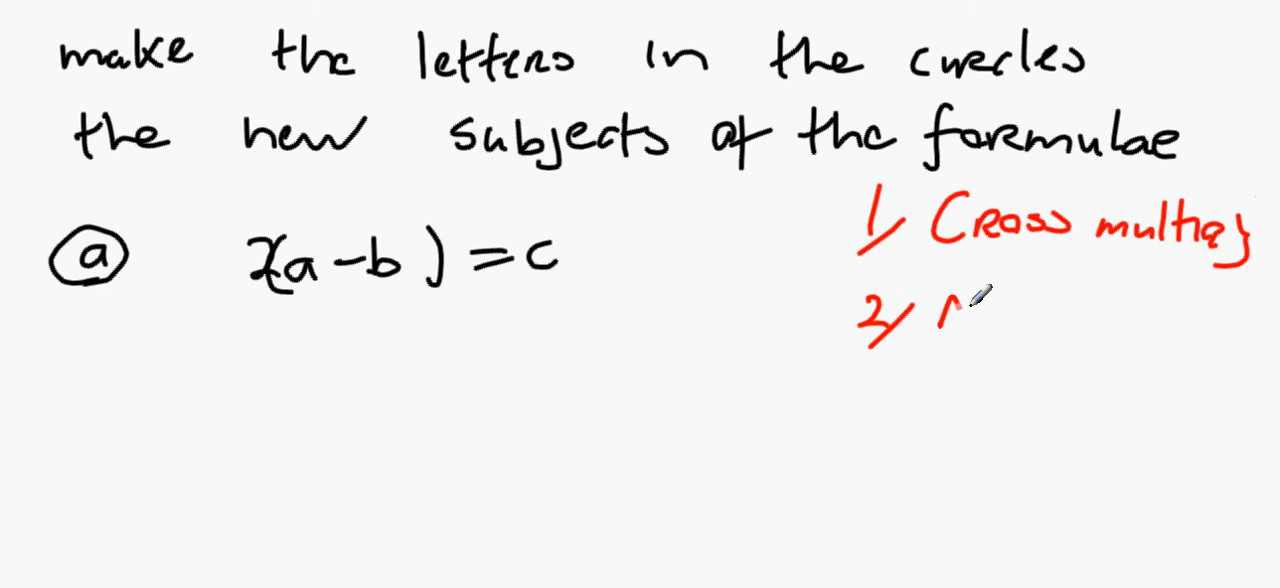 make the letters in the circles
the new subjects of the formulae
a x(a-b) = c
1/ Cross multiply
2/